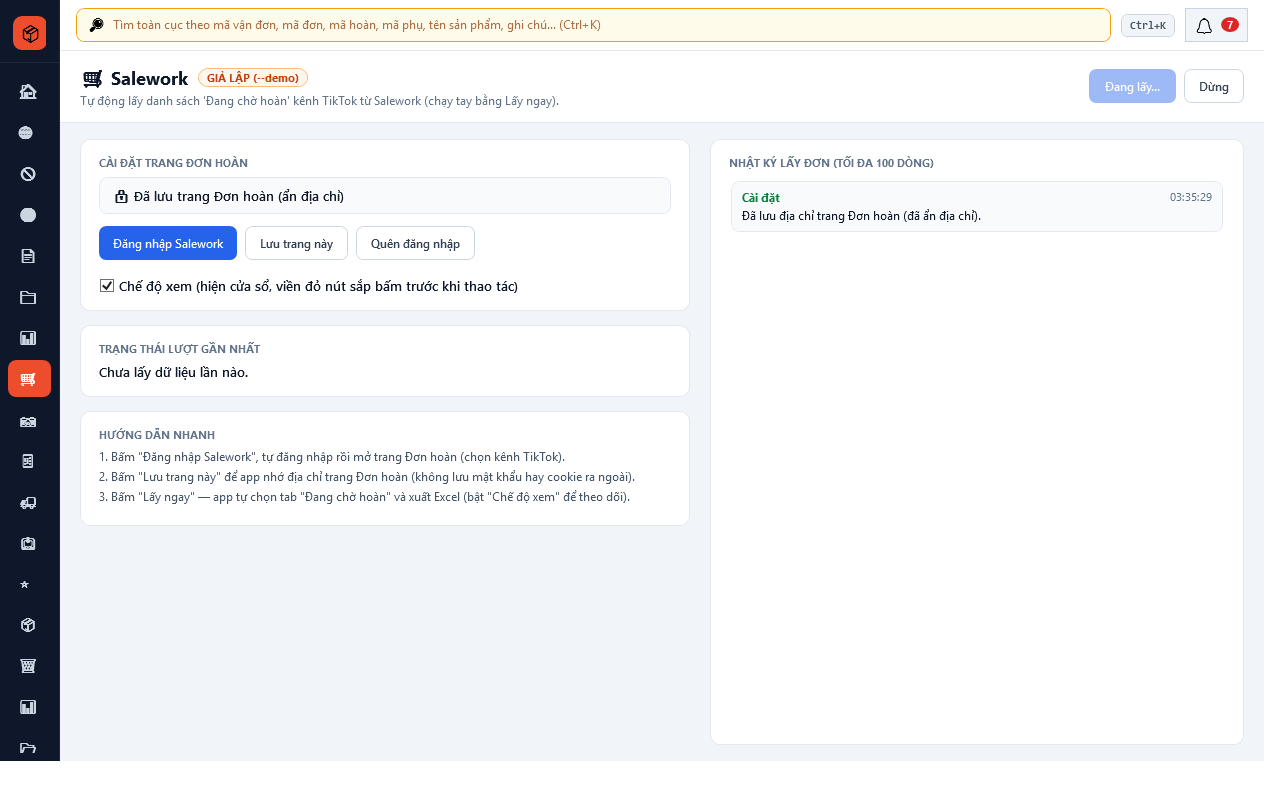 Tìm toàn cục theo mã vận đơn, mã đơn, mã hoàn, mã phụ, tên sản phẩm, ghi chú... (Ctrl+K)
Ctrl+K
7
Salework
GIẢ LẬP (--demo)
Tự động lấy danh sách 'Đang chờ hoàn' kênh TikTok từ Salework (chạy tay bằng Lấy ngay).
Đang lấy...
Dừng
CÀI ĐẶT TRANG ĐƠN HOÀN
Đã lưu trang Đơn hoàn (ẩn địa chỉ)
Đăng nhập Salework
Lưu trang này
Quên đăng nhập
Chế độ xem (hiện cửa sổ, viền đỏ nút sắp bấm trước khi thao tác)
TRẠNG THÁI LƯỢT GẦN NHẤT
Chưa lấy dữ liệu lần nào.
HƯỚNG DẪN NHANH
1. Bấm "Đăng nhập Salework", tự đăng nhập rồi mở trang Đơn hoàn (chọn kênh TikTok).
2. Bấm "Lưu trang này" để app nhớ địa chỉ trang Đơn hoàn (không lưu mật khẩu hay cookie ra ngoài).
3. Bấm "Lấy ngay" — app tự chọn tab "Đang chờ hoàn" và xuất Excel (bật "Chế độ xem" để theo dõi).
NHẬT KÝ LẤY ĐƠN (TỐI ĐA 100 DÒNG)
Cài đặt
03:35:29
Đã lưu địa chỉ trang Đơn hoàn (đã ẩn địa chỉ).